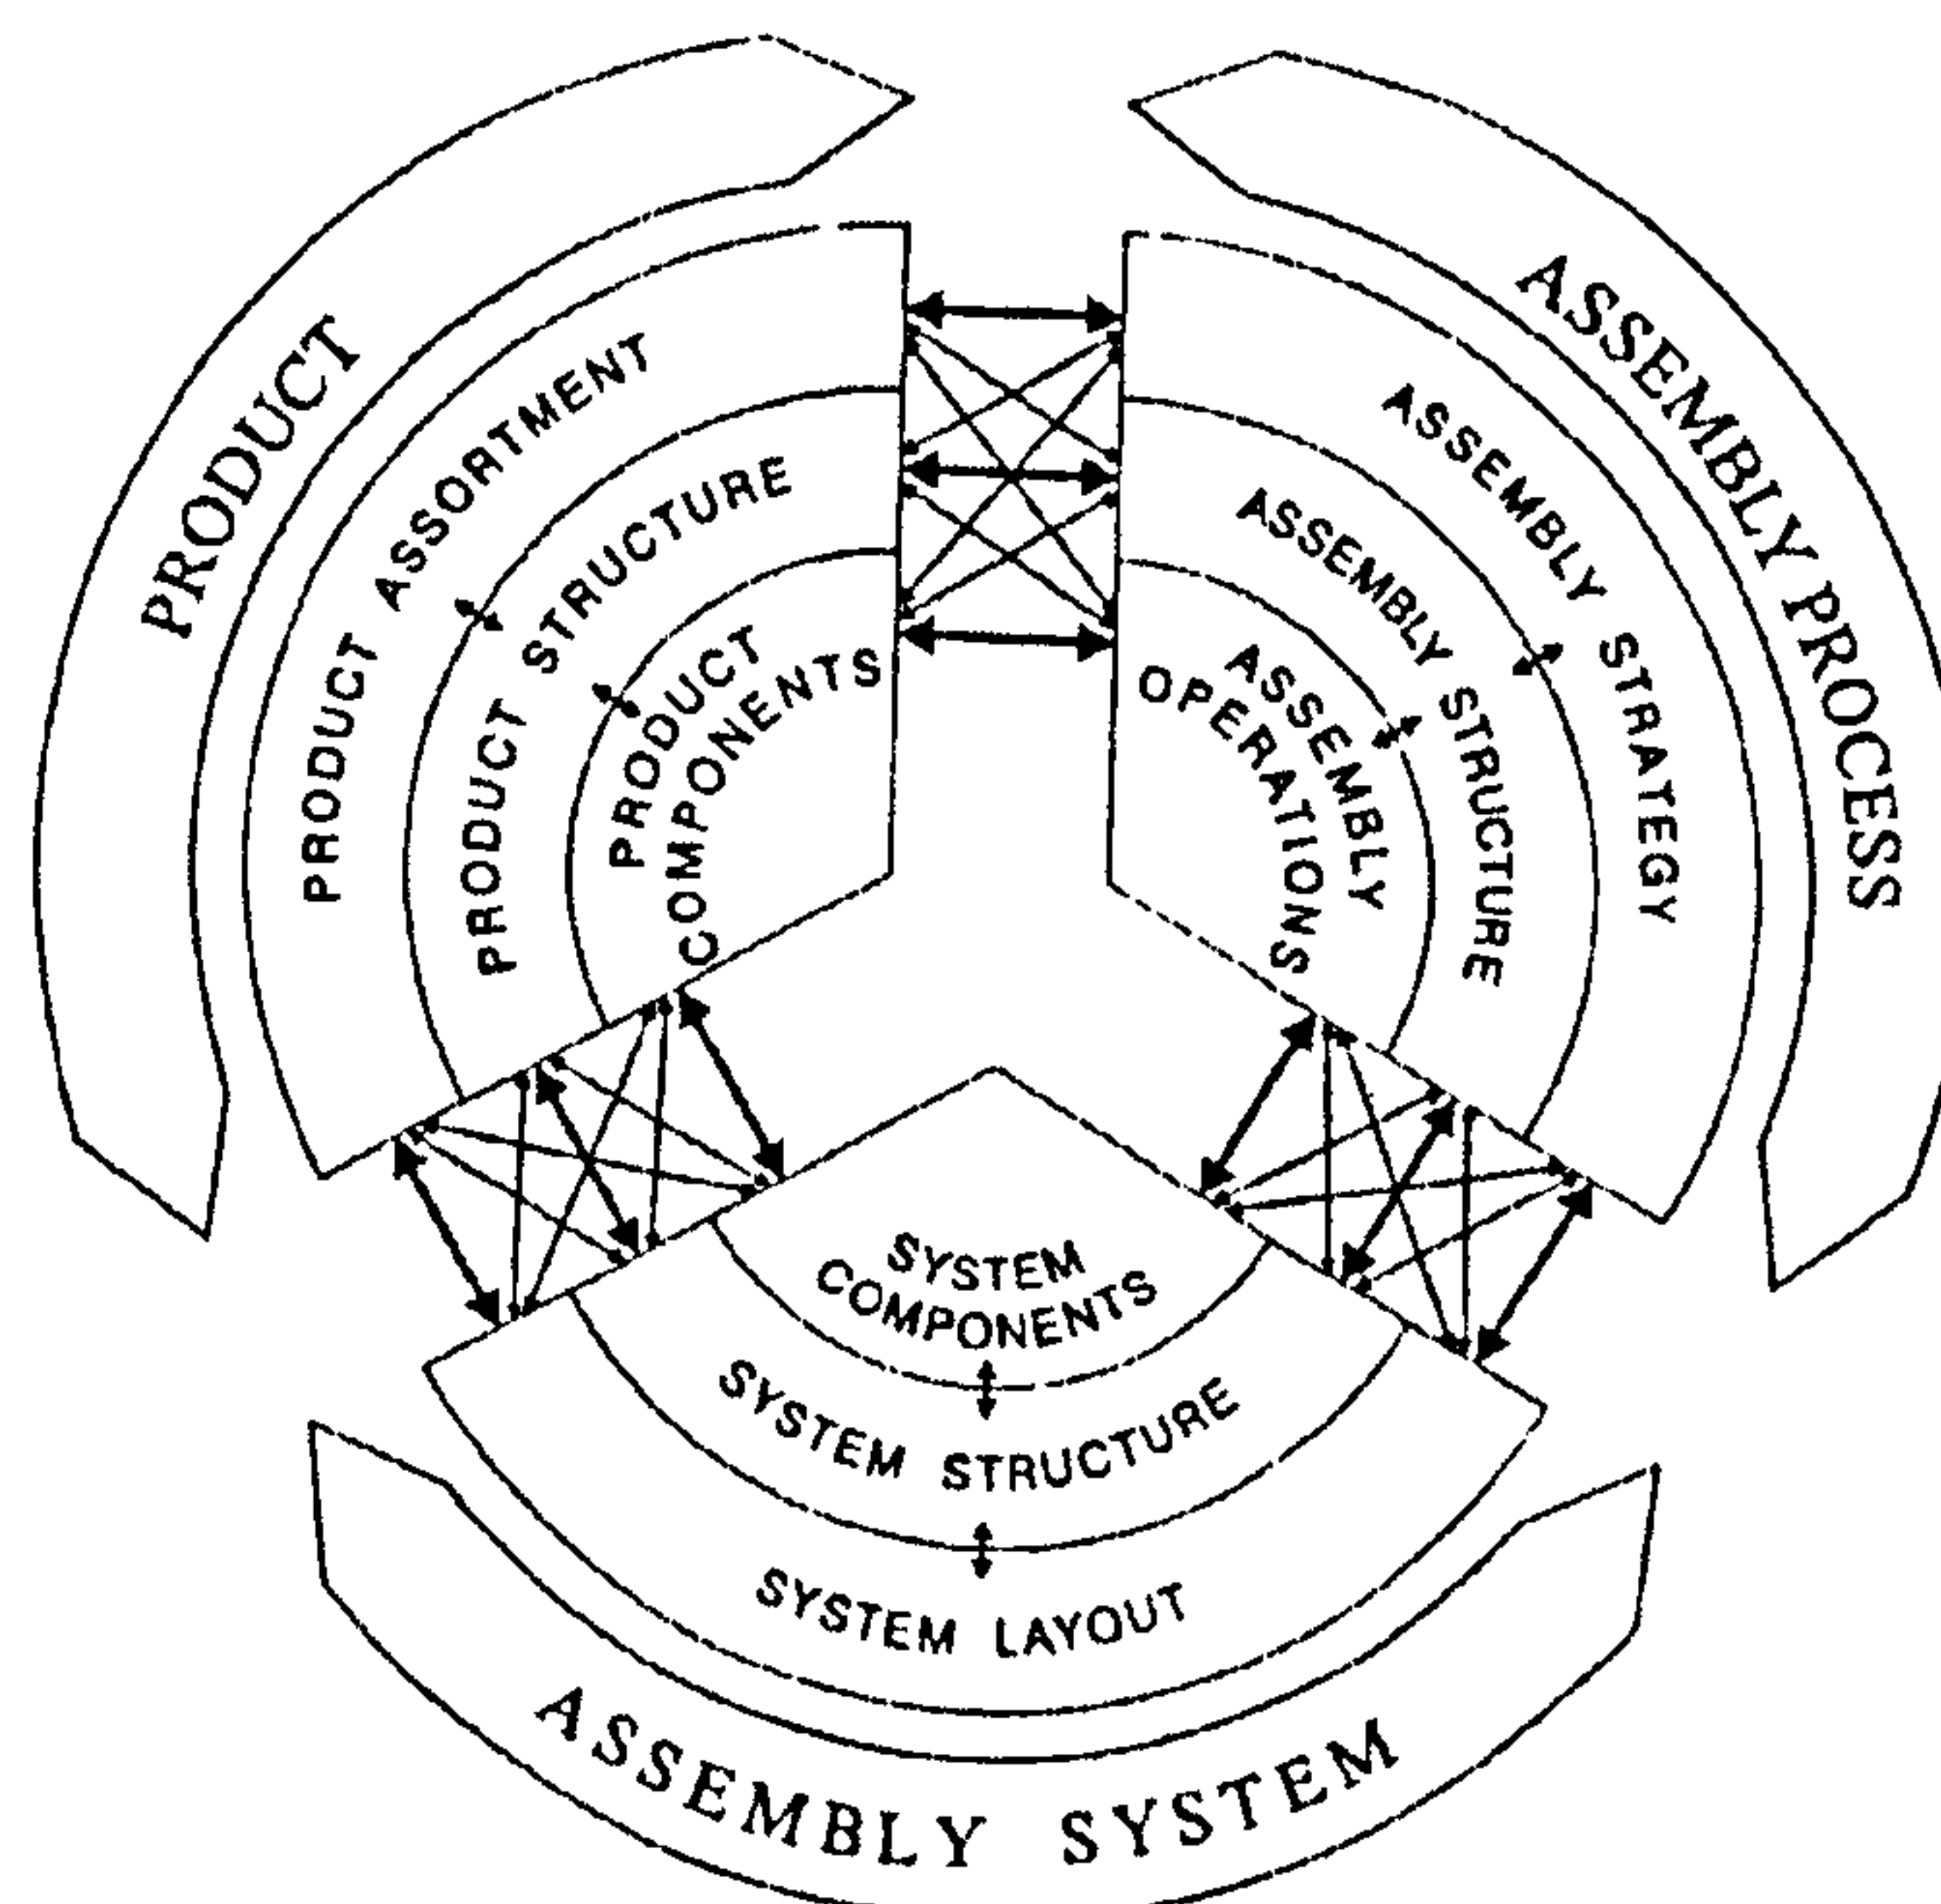 PRODUCT
PRODUCT ASSORTMENT
PRODUCT STRUCTURE
PRODUCT
COMPONENTS
ASSEMBLY PROCESS
ASSEMBLY STRATEGY
ASSEMBLY STRUCTURE
ASSEMBLY
OPERATIONS
SYSTEM
COMPONENTS
SYSTEM STRUCTURE
SYSTEM LAYOUT
ASSEMBLY SYSTEM